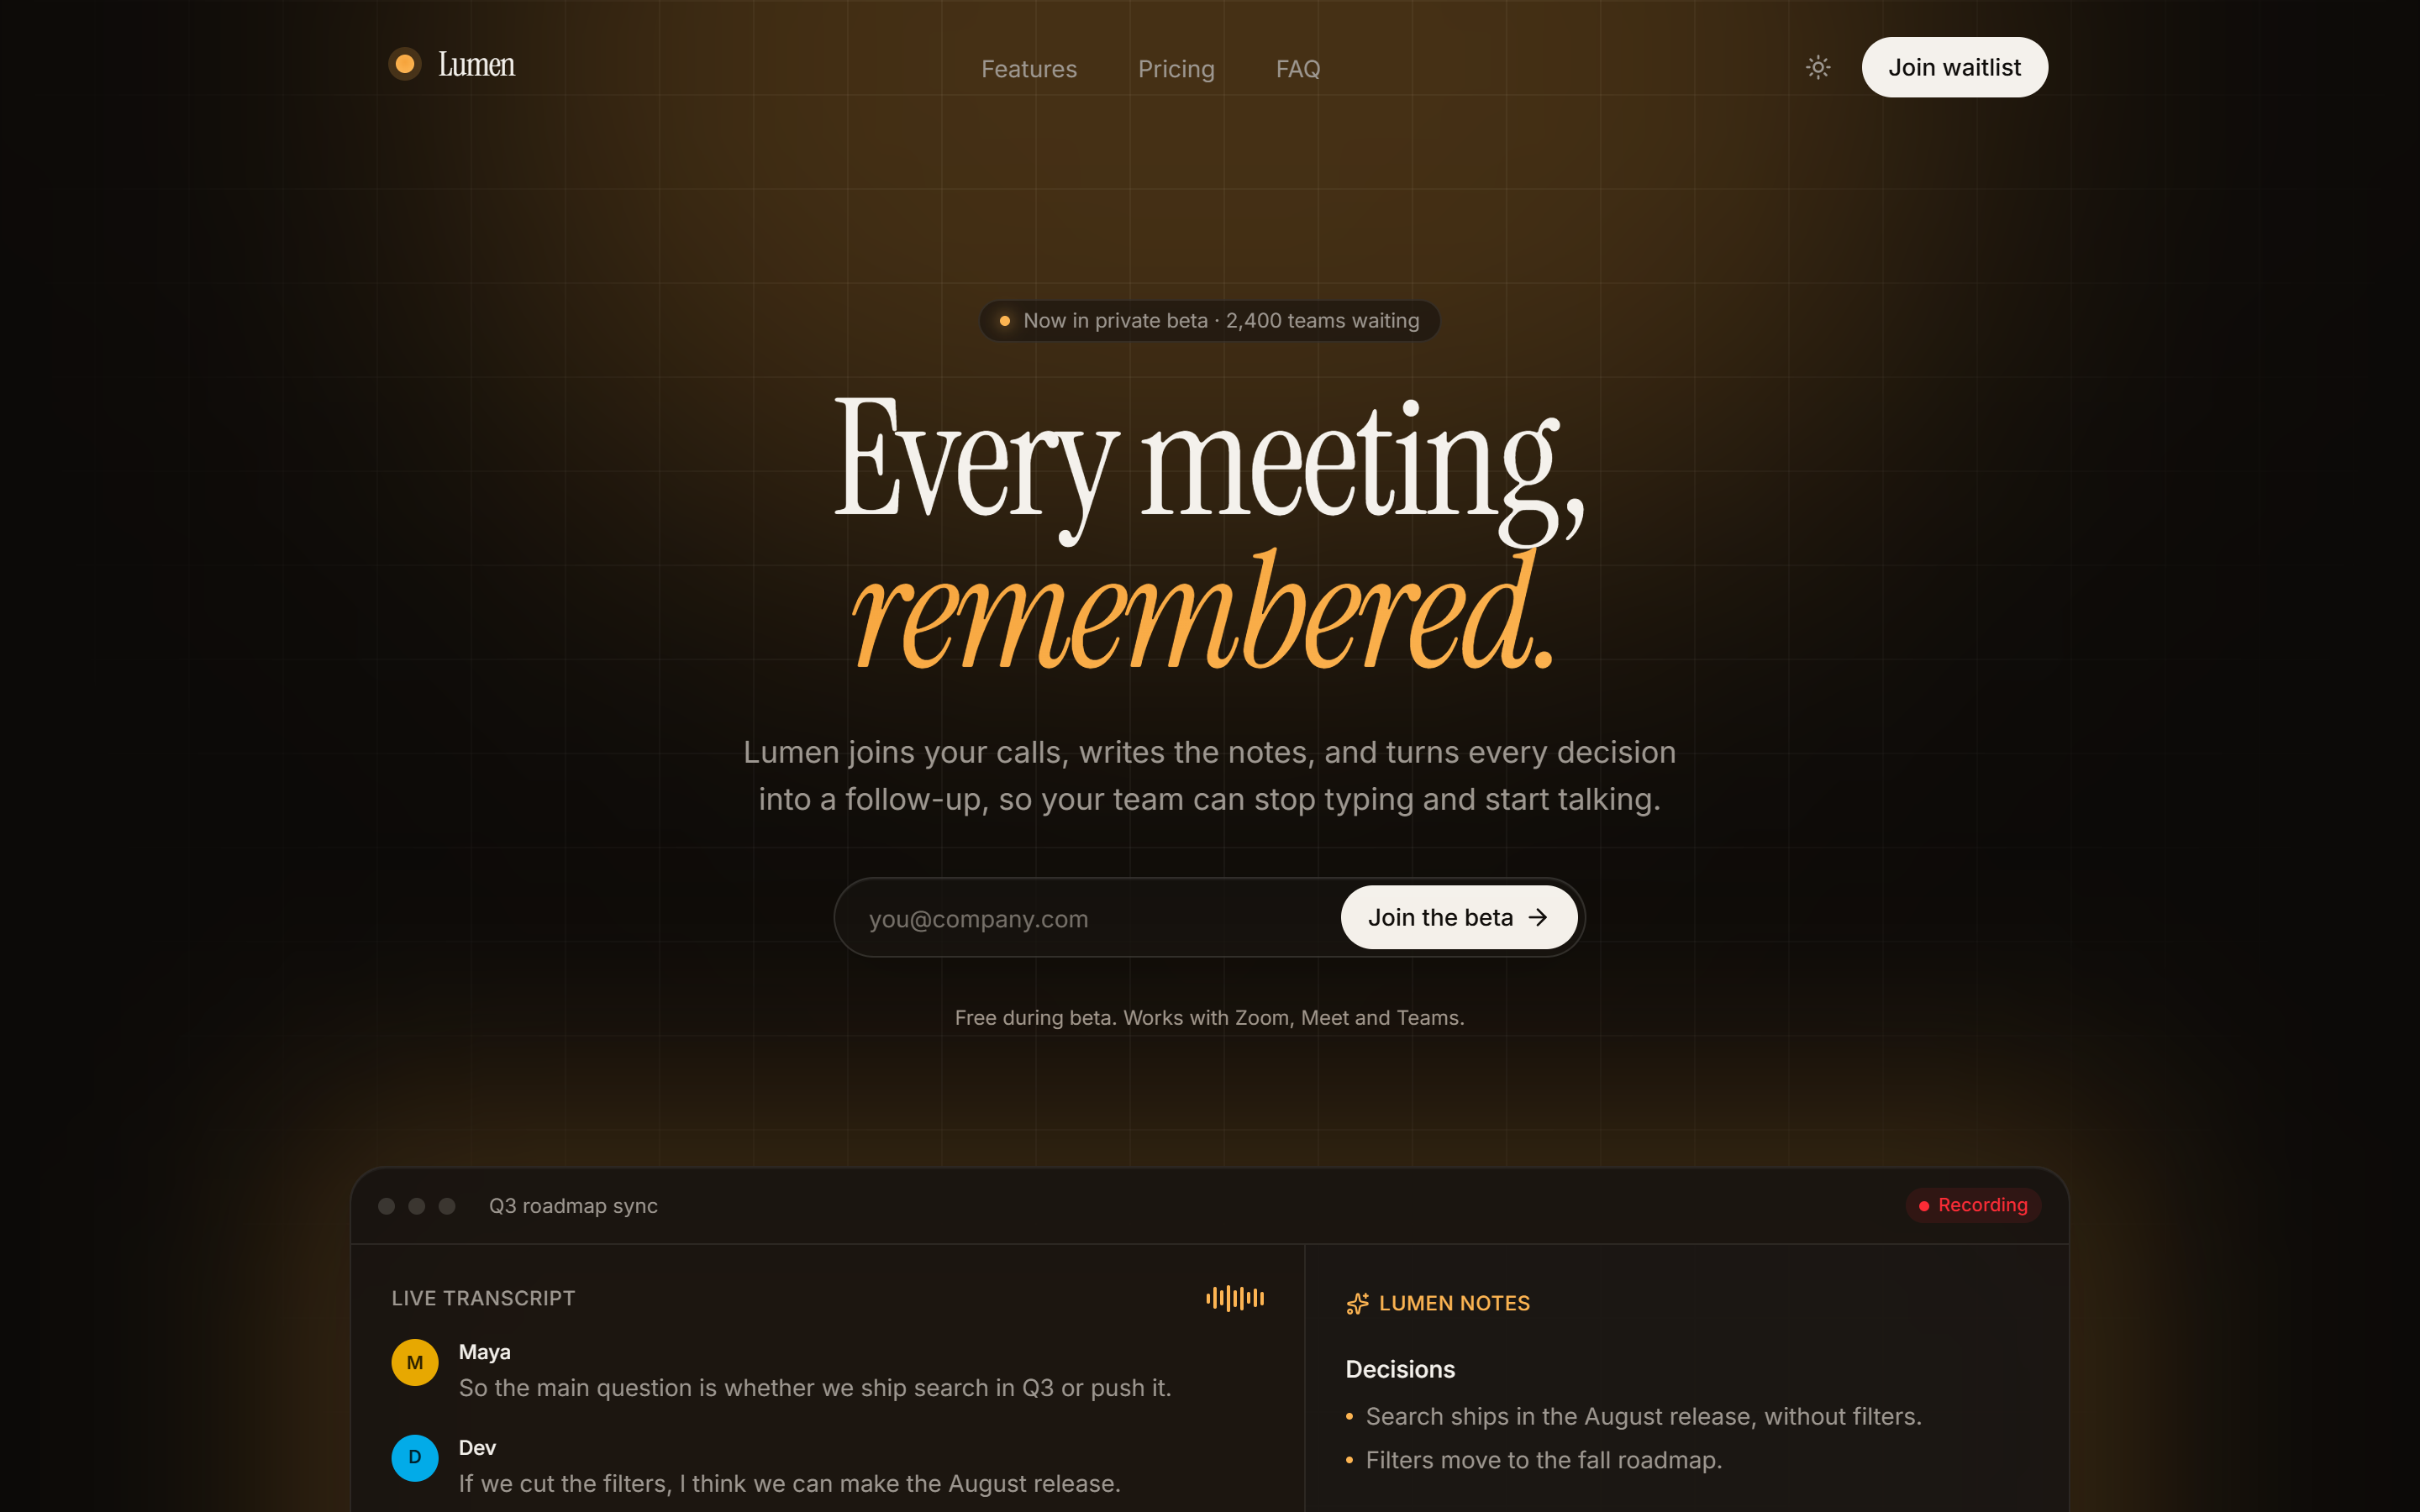 Lumen
Features
Pricing
FAQ
Join waitlist
Now in private beta · 2,400 teams waiting
Every meeting,
remembered.
Lumen joins your calls, writes the notes, and turns every decision
into a follow-up, so your team can stop typing and start talking.
you@company.com
Join the beta →
Free during beta. Works with Zoom, Meet and Teams.
Q3 roadmap sync
Recording
LIVE TRANSCRIPT
M
Maya
So the main question is whether we ship search in Q3 or push it.
D
Dev
If we cut the filters, I think we can make the August release.
LUMEN NOTES
Decisions
• Search ships in the August release, without filters.
• Filters move to the fall roadmap.